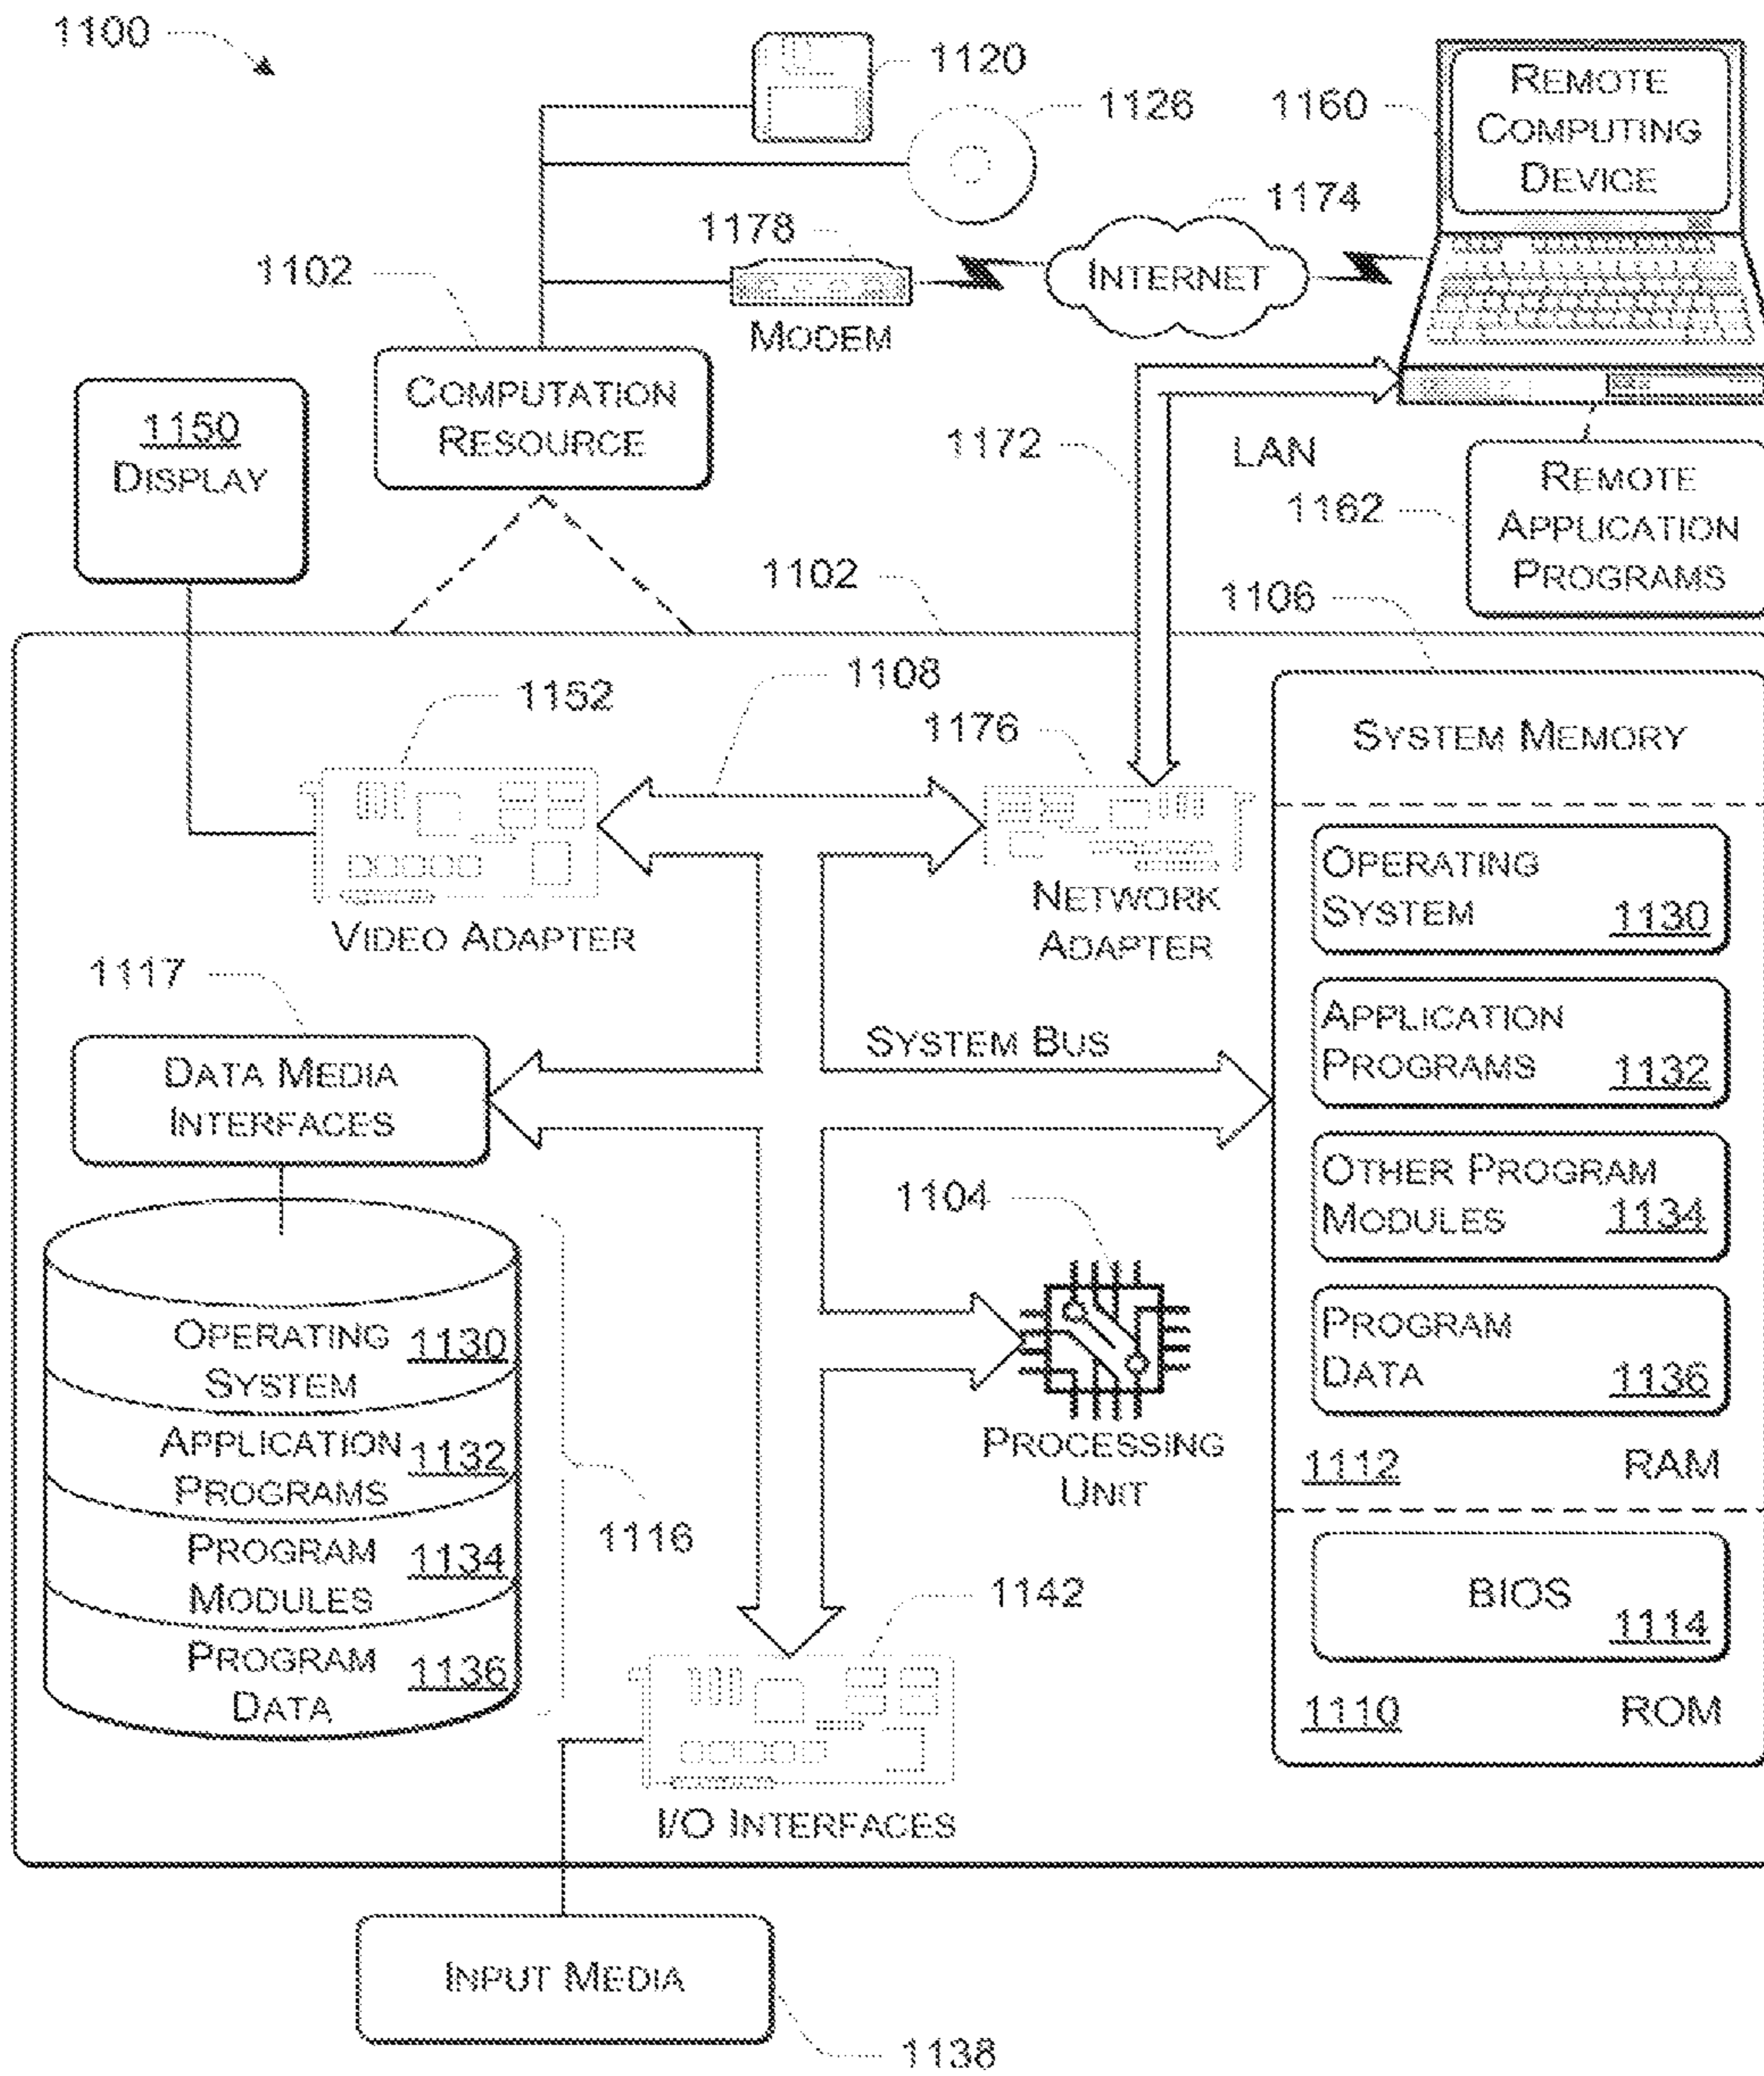 1100
1120
1126
1160
REMOTE
COMPUTING
DEVICE
1174
1178
INTERNET
1102
MODEM
COMPUTATION
RESOURCE
1150
DISPLAY
1172
LAN
REMOTE
APPLICATION
PROGRAMS
1162
1102
1106
1108
1152
1176
SYSTEM MEMORY
VIDEO ADAPTER
NETWORK
ADAPTER
OPERATING
SYSTEM 1130
1117
DATA MEDIA
INTERFACES
SYSTEM BUS
APPLICATION
PROGRAMS 1132
OTHER PROGRAM
MODULES 1134
1104
PROGRAM
DATA 1136
PROCESSING
UNIT
1112 RAM
OPERATING 1130
SYSTEM
APPLICATION 1132
PROGRAMS
PROGRAM 1134
MODULES
PROGRAM 1136
DATA
1116
1142
BIOS
1114
1110 ROM
I/O INTERFACES
INPUT MEDIA
1138